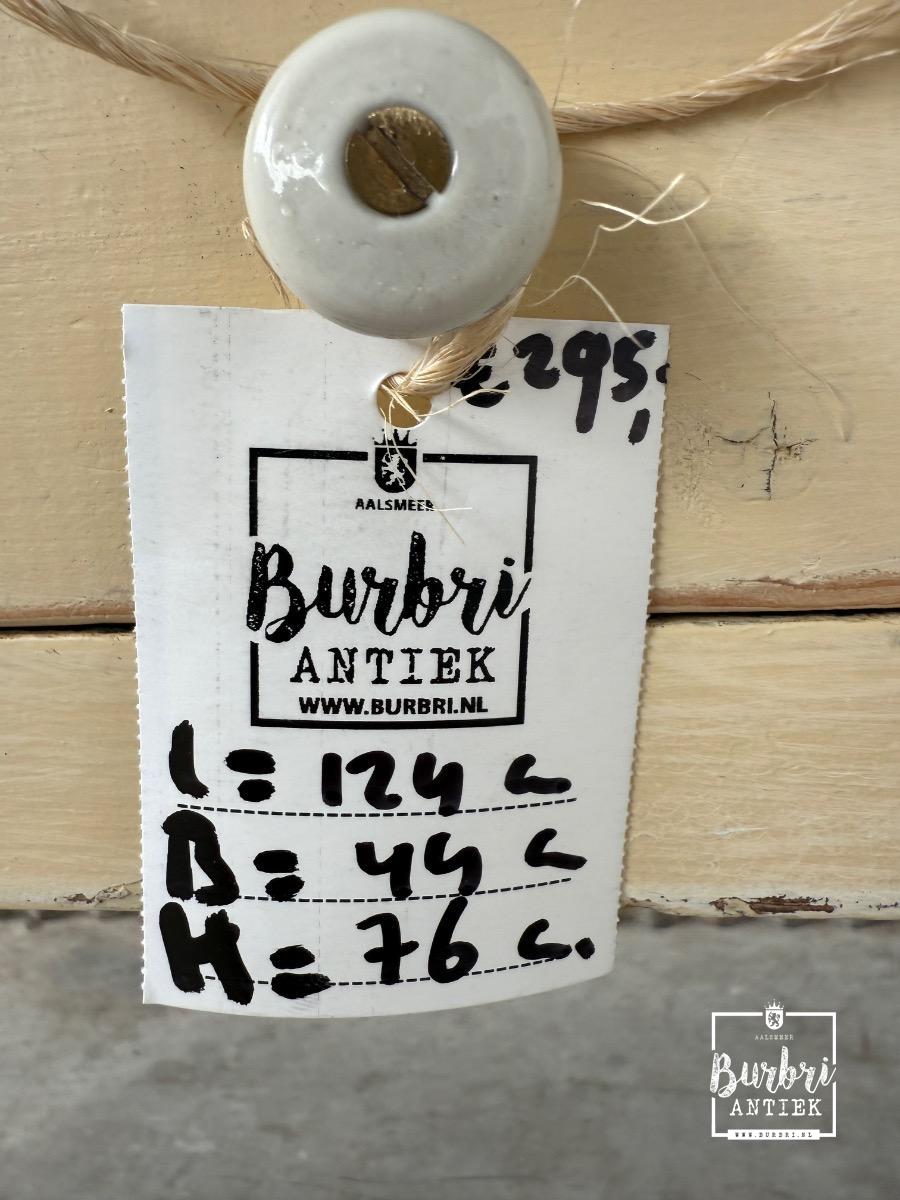 € 295,-
AALSMEER
Burbri
ANTIEK
WWW.BURBRI.NL
L = 124 c
B = 44 c
H = 76 c.
AALSMEER
Burbri
ANTIEK
WWW.BURBRI.NL